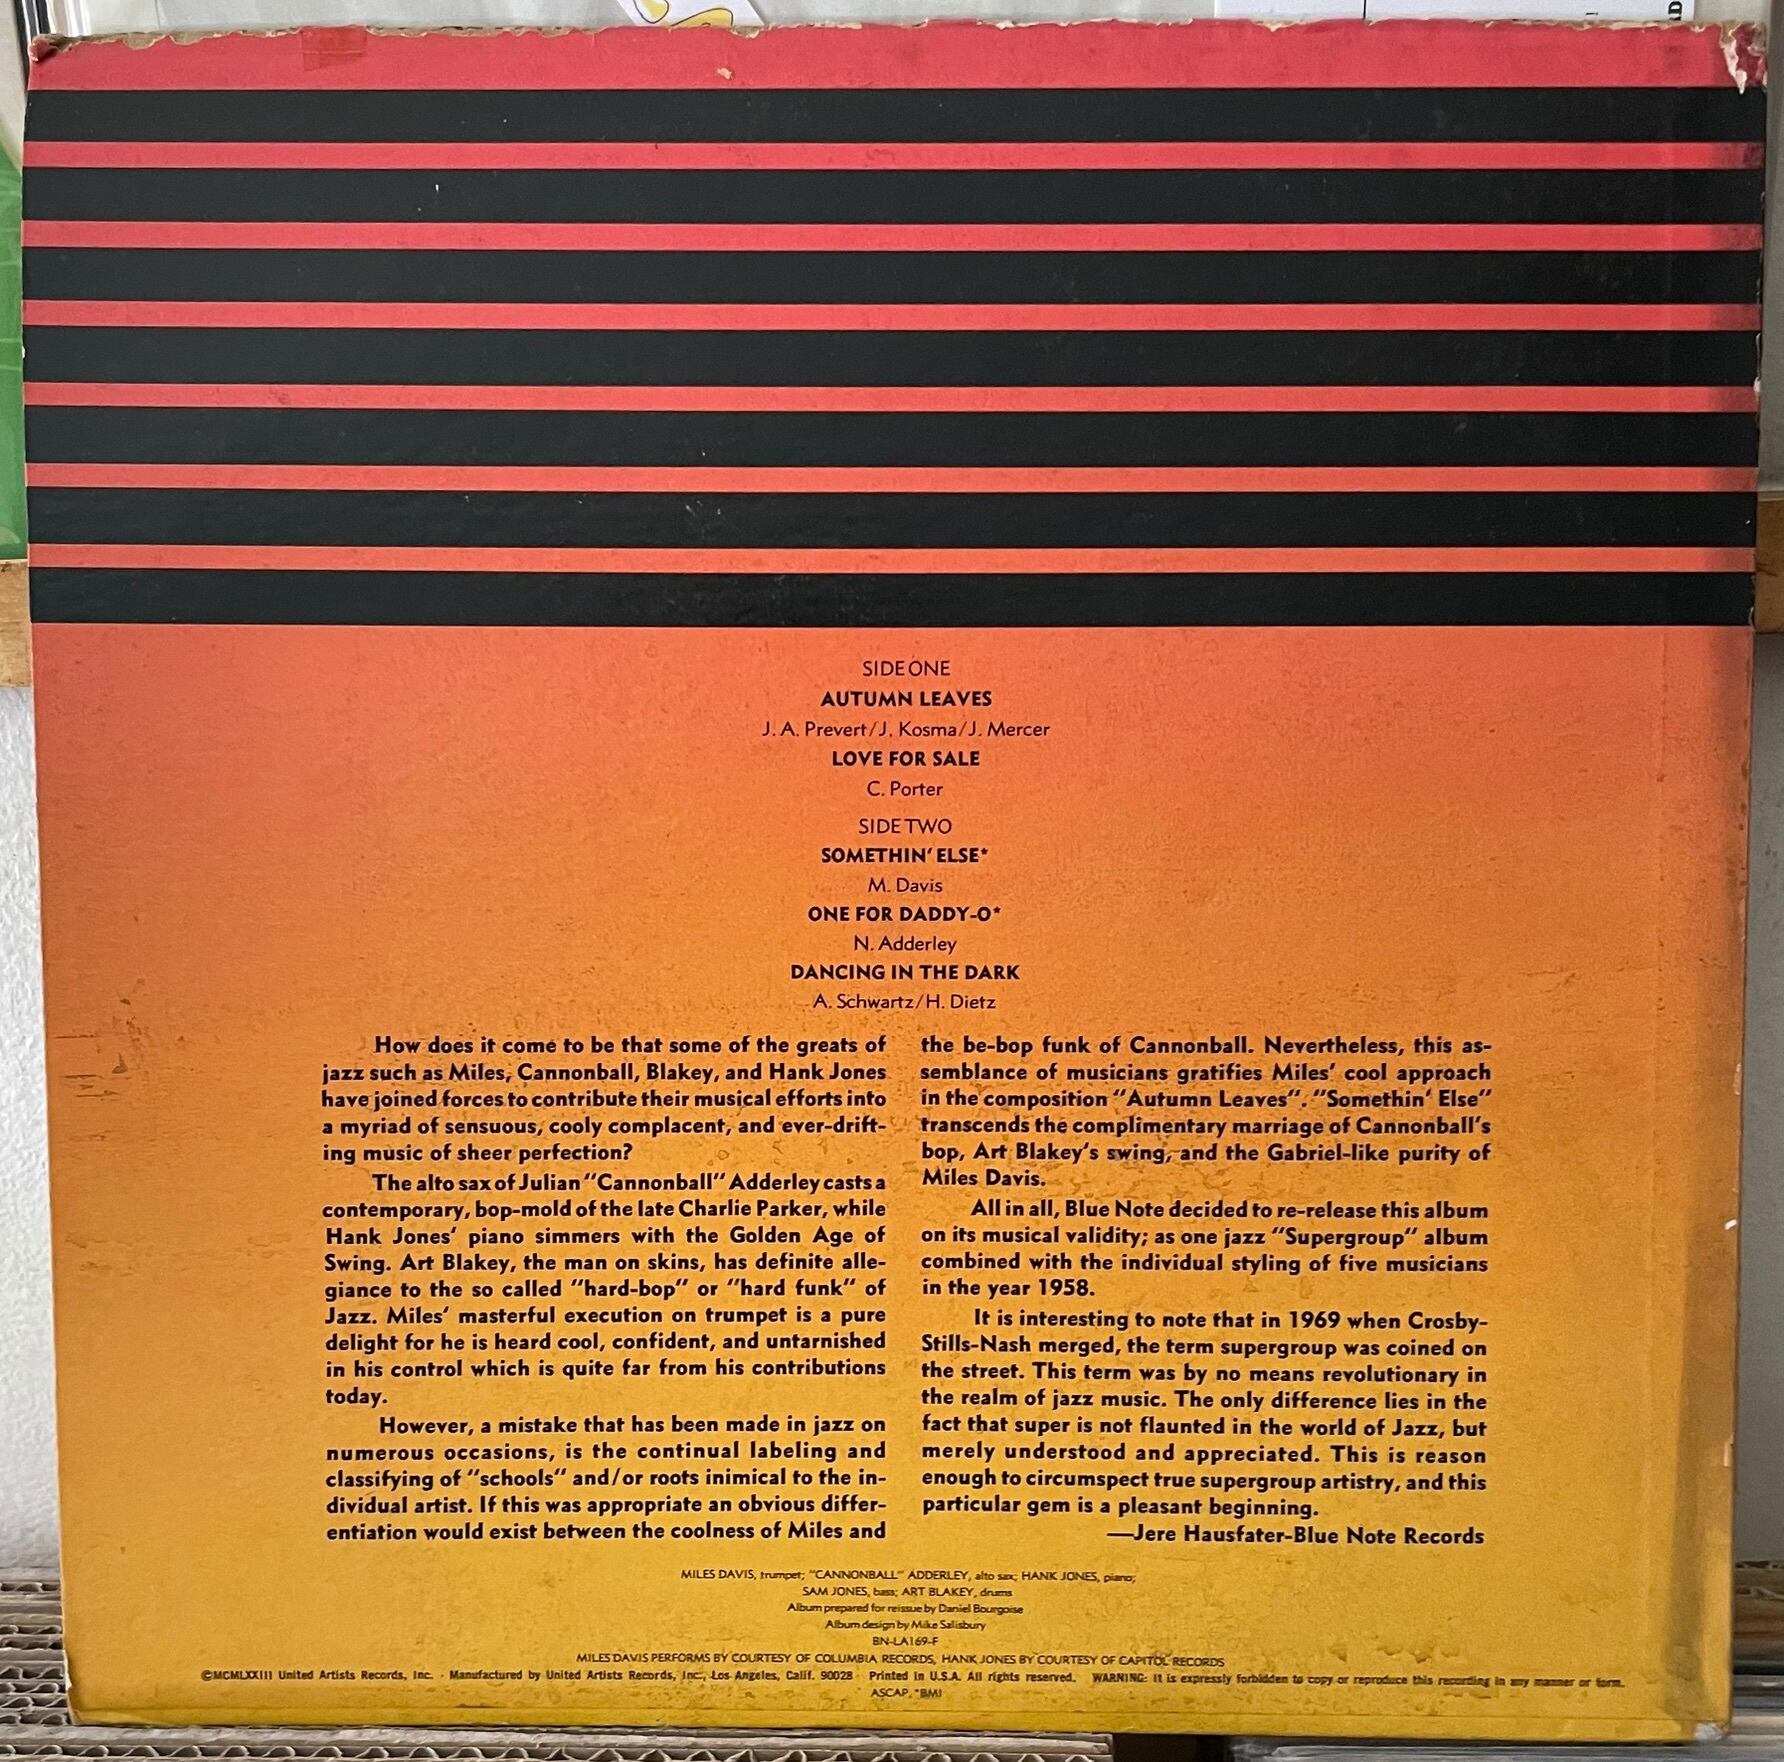 SIDE ONE
AUTUMN LEAVES
J. A. Prevert/J. Kosma/J. Mercer
LOVE FOR SALE
C. Porter
SIDE TWO
SOMETHIN' ELSE*
M. Davis
ONE FOR DADDY-O*
N. Adderley
DANCING IN THE DARK
A. Schwartz/H. Dietz
How does it come to be that some of the greats of
jazz such as Miles, Cannonball, Blakey, and Hank Jones
have joined forces to contribute their musical efforts into
a myriad of sensuous, cooly complacent, and ever-drift-
ing music of sheer perfection?
The alto sax of Julian "Cannonball" Adderley casts a
contemporary, bop-mold of the late Charlie Parker, while
Hank Jones' piano simmers with the Golden Age of
Swing. Art Blakey, the man on skins, has definite alle-
giance to the so called "hard-bop" or "hard funk" of
Jazz. Miles' masterful execution on trumpet is a pure
delight for he is heard cool, confident, and untarnished
in his control which is quite far from his contributions
today.
However, a mistake that has been made in jazz on
numerous occasions, is the continual labeling and
classifying of "schools" and/or roots inimical to the in-
dividual artist. If this was appropriate an obvious differ-
entiation would exist between the coolness of Miles and
the be-bop funk of Cannonball. Nevertheless, this as-
semblance of musicians gratifies Miles' cool approach
in the composition "Autumn Leaves". "Somethin' Else"
transcends the complimentary marriage of Cannonball's
bop, Art Blakey's swing, and the Gabriel-like purity of
Miles Davis.
All in all, Blue Note decided to re-release this album
on its musical validity; as one jazz "Supergroup" album
combined with the individual styling of five musicians
in the year 1958.
It is interesting to note that in 1969 when Crosby-
Stills-Nash merged, the term supergroup was coined on
the street. This term was by no means revolutionary in
the realm of jazz music. The only difference lies in the
fact that super is not flaunted in the world of Jazz, but
merely understood and appreciated. This is reason
enough to circumspect true supergroup artistry, and this
particular gem is a pleasant beginning.
—Jere Hausfater-Blue Note Records
MILES DAVIS, trumpet; "CANNONBALL" ADDERLEY, alto sax; HANK JONES, piano;
SAM JONES, bass; ART BLAKEY, drums
Album prepared for reissue by Daniel Bourgoise
Album design by Mike Salisbury
BN-LA169-F
MILES DAVIS PERFORMS BY COURTESY OF COLUMBIA RECORDS, HANK JONES BY COURTESY OF CAPITOL RECORDS
©MCMLXXIII United Artists Records, Inc. · Manufactured by United Artists Records, Inc., Los Angeles, Calif. 90028 Printed in U.S.A. All rights reserved. WARNING: It is expressly forbidden to copy or reproduce this recording in any manner or form.
ASCAP, *BMI